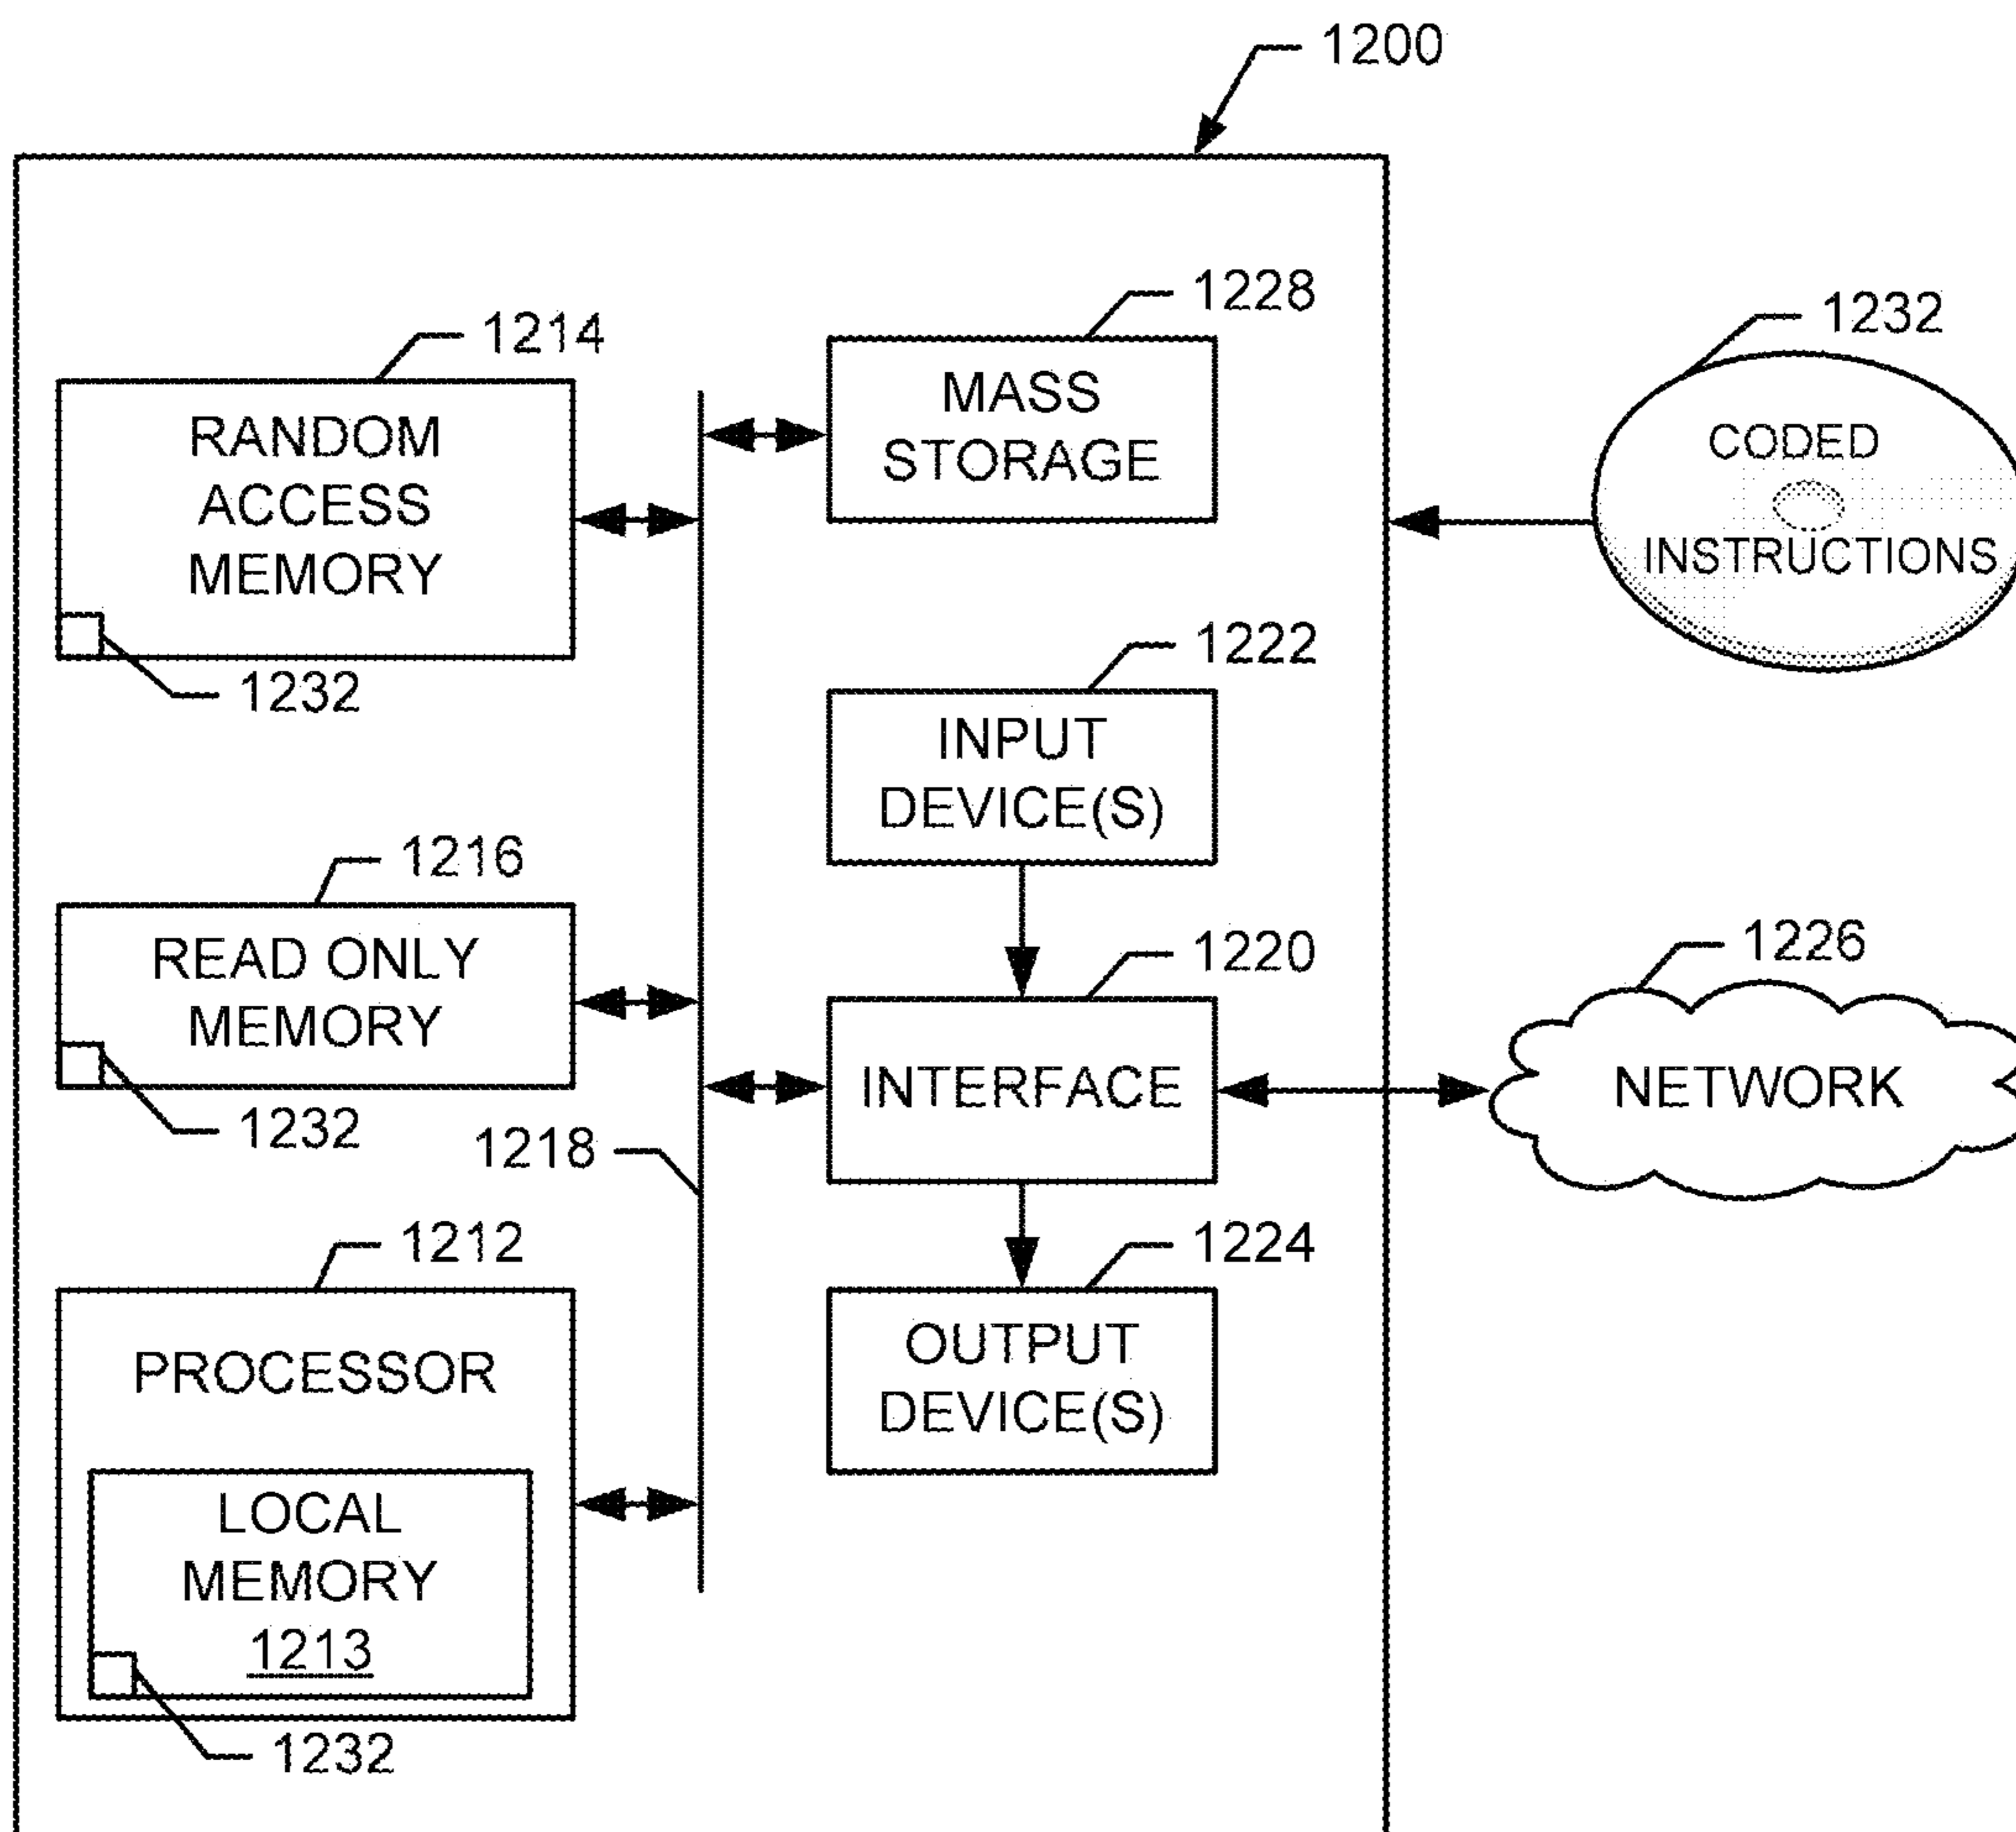 1200
1228
1214
1232
MASS
STORAGE
RANDOM
ACCESS
MEMORY
CODED
INSTRUCTIONS
1232
1222
INPUT
DEVICE(S)
1216
READ ONLY
MEMORY
1220
1226
INTERFACE
NETWORK
1232
1218
1212
1224
PROCESSOR
OUTPUT
DEVICE(S)
LOCAL
MEMORY
1213
1232